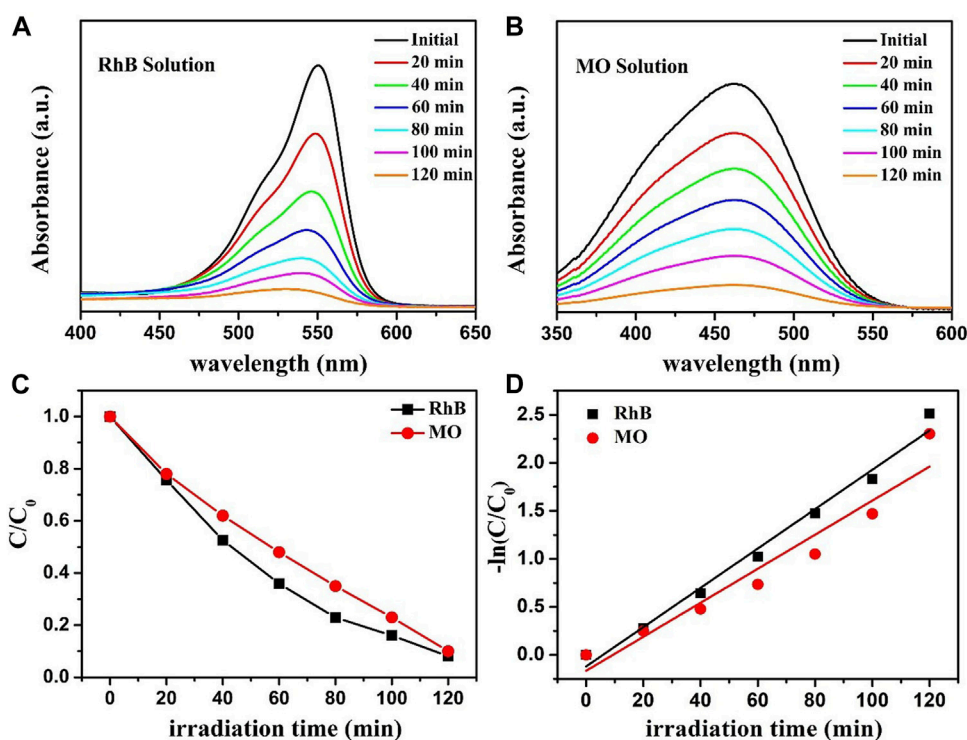 A
RhB Solution
Initial
20 min
40 min
60 min
80 min
100 min
120 min
Absorbance (a.u.)
400 450 500 550 600 650
wavelength (nm)
B
MO Solution
Initial
20 min
40 min
60 min
80 min
100 min
120 min
Absorbance (a.u.)
350 400 450 500 550 600
wavelength (nm)
C
RhB
MO
C/C0
1.0
0.8
0.6
0.4
0.2
0.0
0 20 40 60 80 100 120
irradiation time (min)
D
RhB
MO
-ln(C/C0)
2.5
2.0
1.5
1.0
0.5
0.0
0 20 40 60 80 100 120
irradiation time (min)